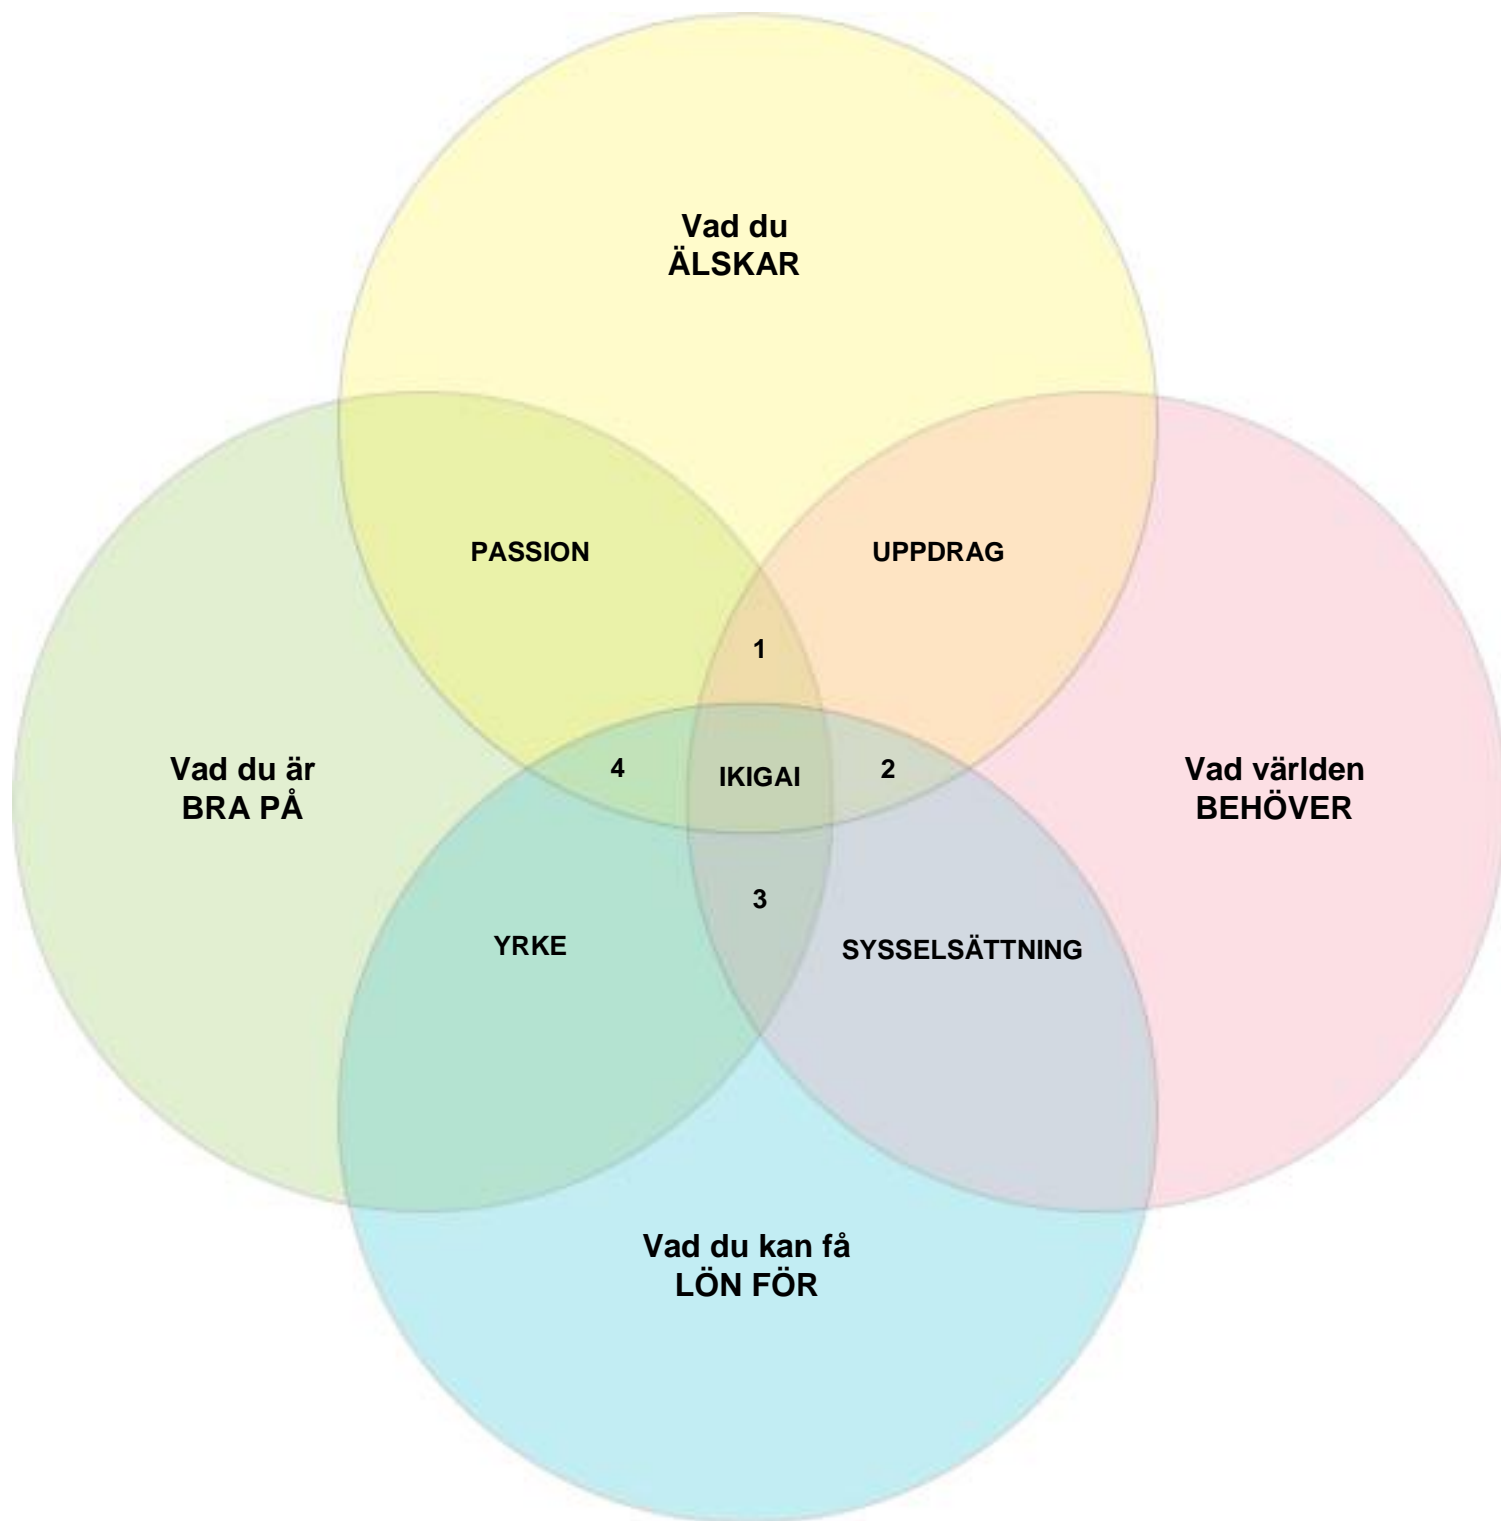 Vad du
ÄLSKAR
PASSION
UPPDRAG
1
Vad du är
BRA PÅ
4
IKIGAI
2
Vad världen
BEHÖVER
3
YRKE
SYSSELSÄTTNING
Vad du kan få
LÖN FÖR